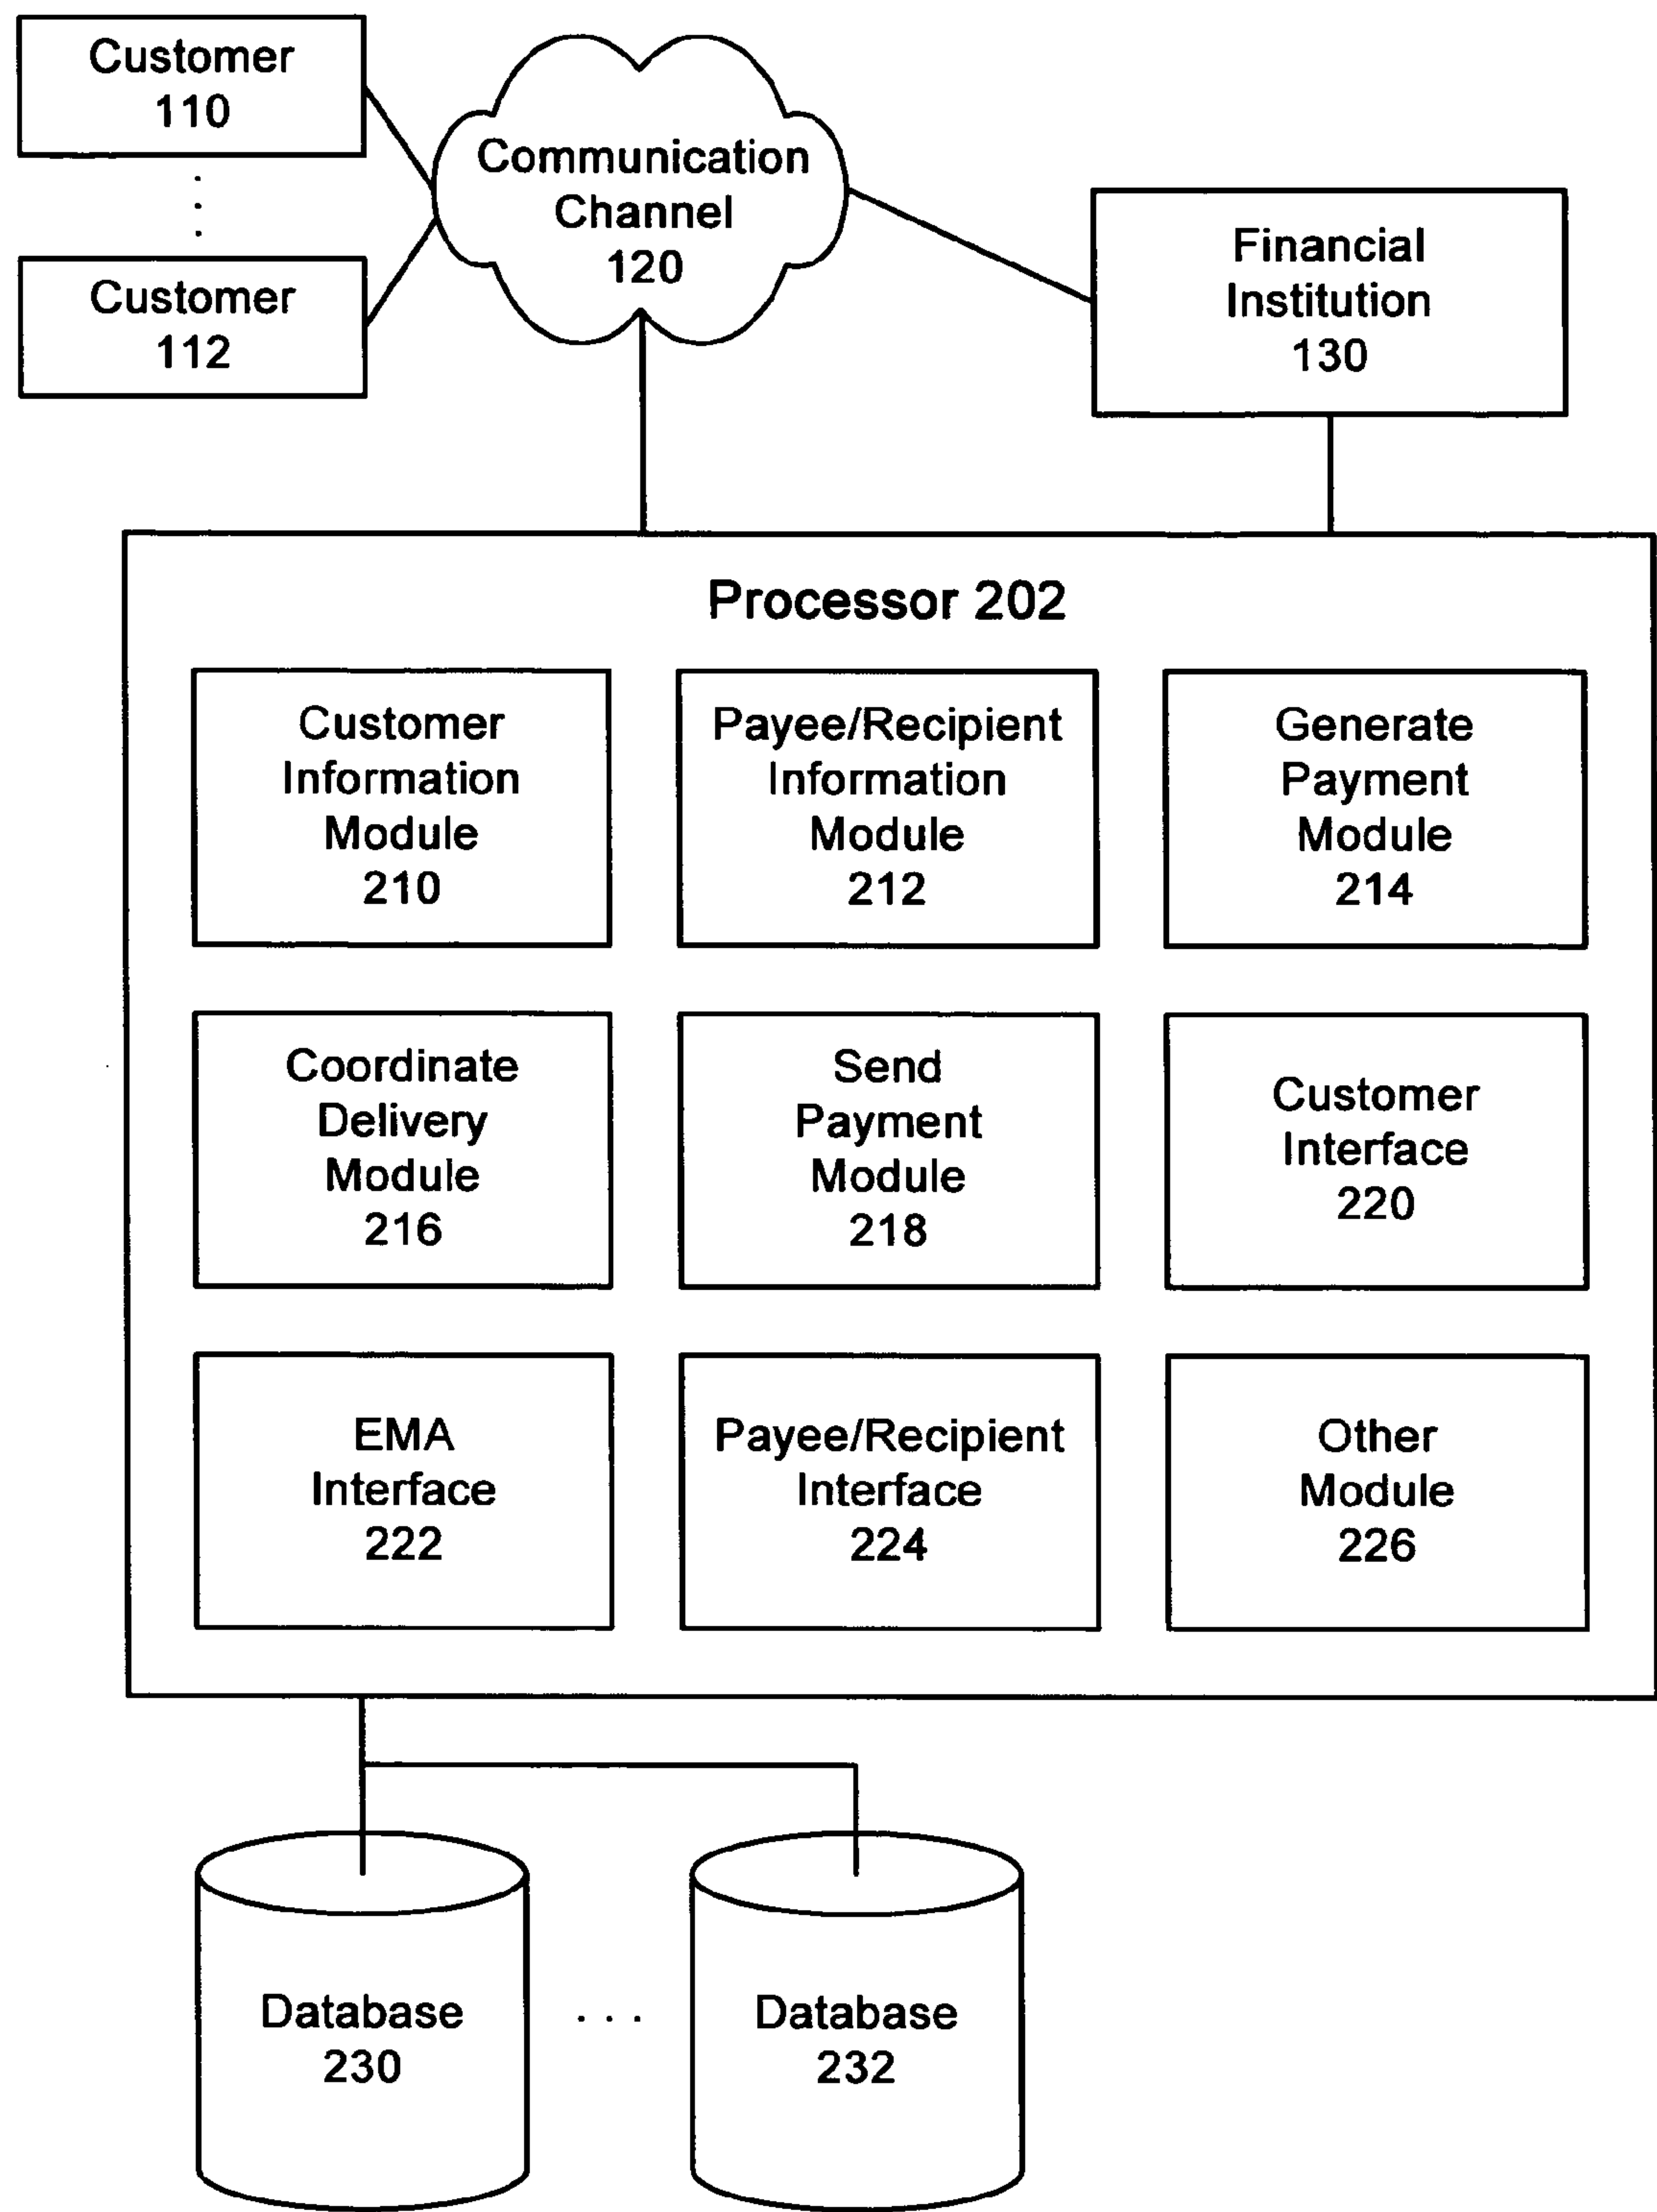 Customer
110
Customer
112
Communication
Channel
120
Financial
Institution
130
Processor 202
Customer
Information
Module
210
Payee/Recipient
Information
Module
212
Generate
Payment
Module
214
Coordinate
Delivery
Module
216
Send
Payment
Module
218
Customer
Interface
220
EMA
Interface
222
Payee/Recipient
Interface
224
Other
Module
226
Database
230
. . .
Database
232